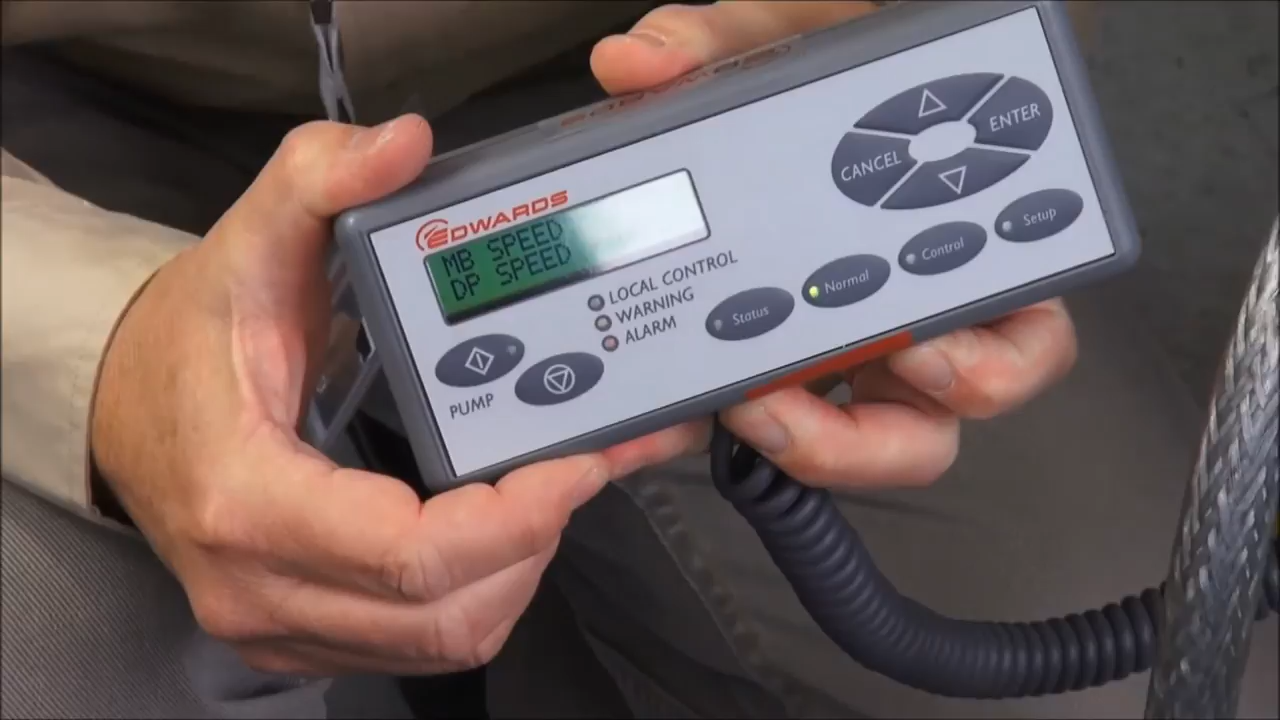 EDWARDS
MB SPEED
DP SPEED
LOCAL CONTROL
WARNING
ALARM
PUMP
CANCEL
ENTER
Status
Normal
Control
Setup